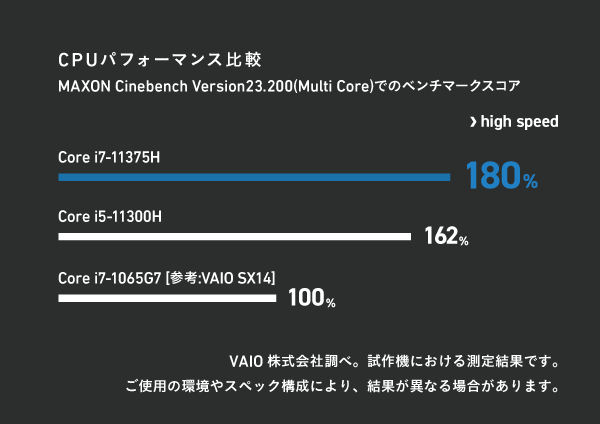 CPUパフォーマンス比較
MAXON Cinebench Version23.200(Multi Core)でのベンチマークスコア
❯ high speed
Core i7-11375H
180%
Core i5-11300H
162%
Core i7-1065G7 [参考:VAIO SX14]
100%
VAIO 株式会社調べ。試作機における測定結果です。
ご使用の環境やスペック構成により、結果が異なる場合があります。